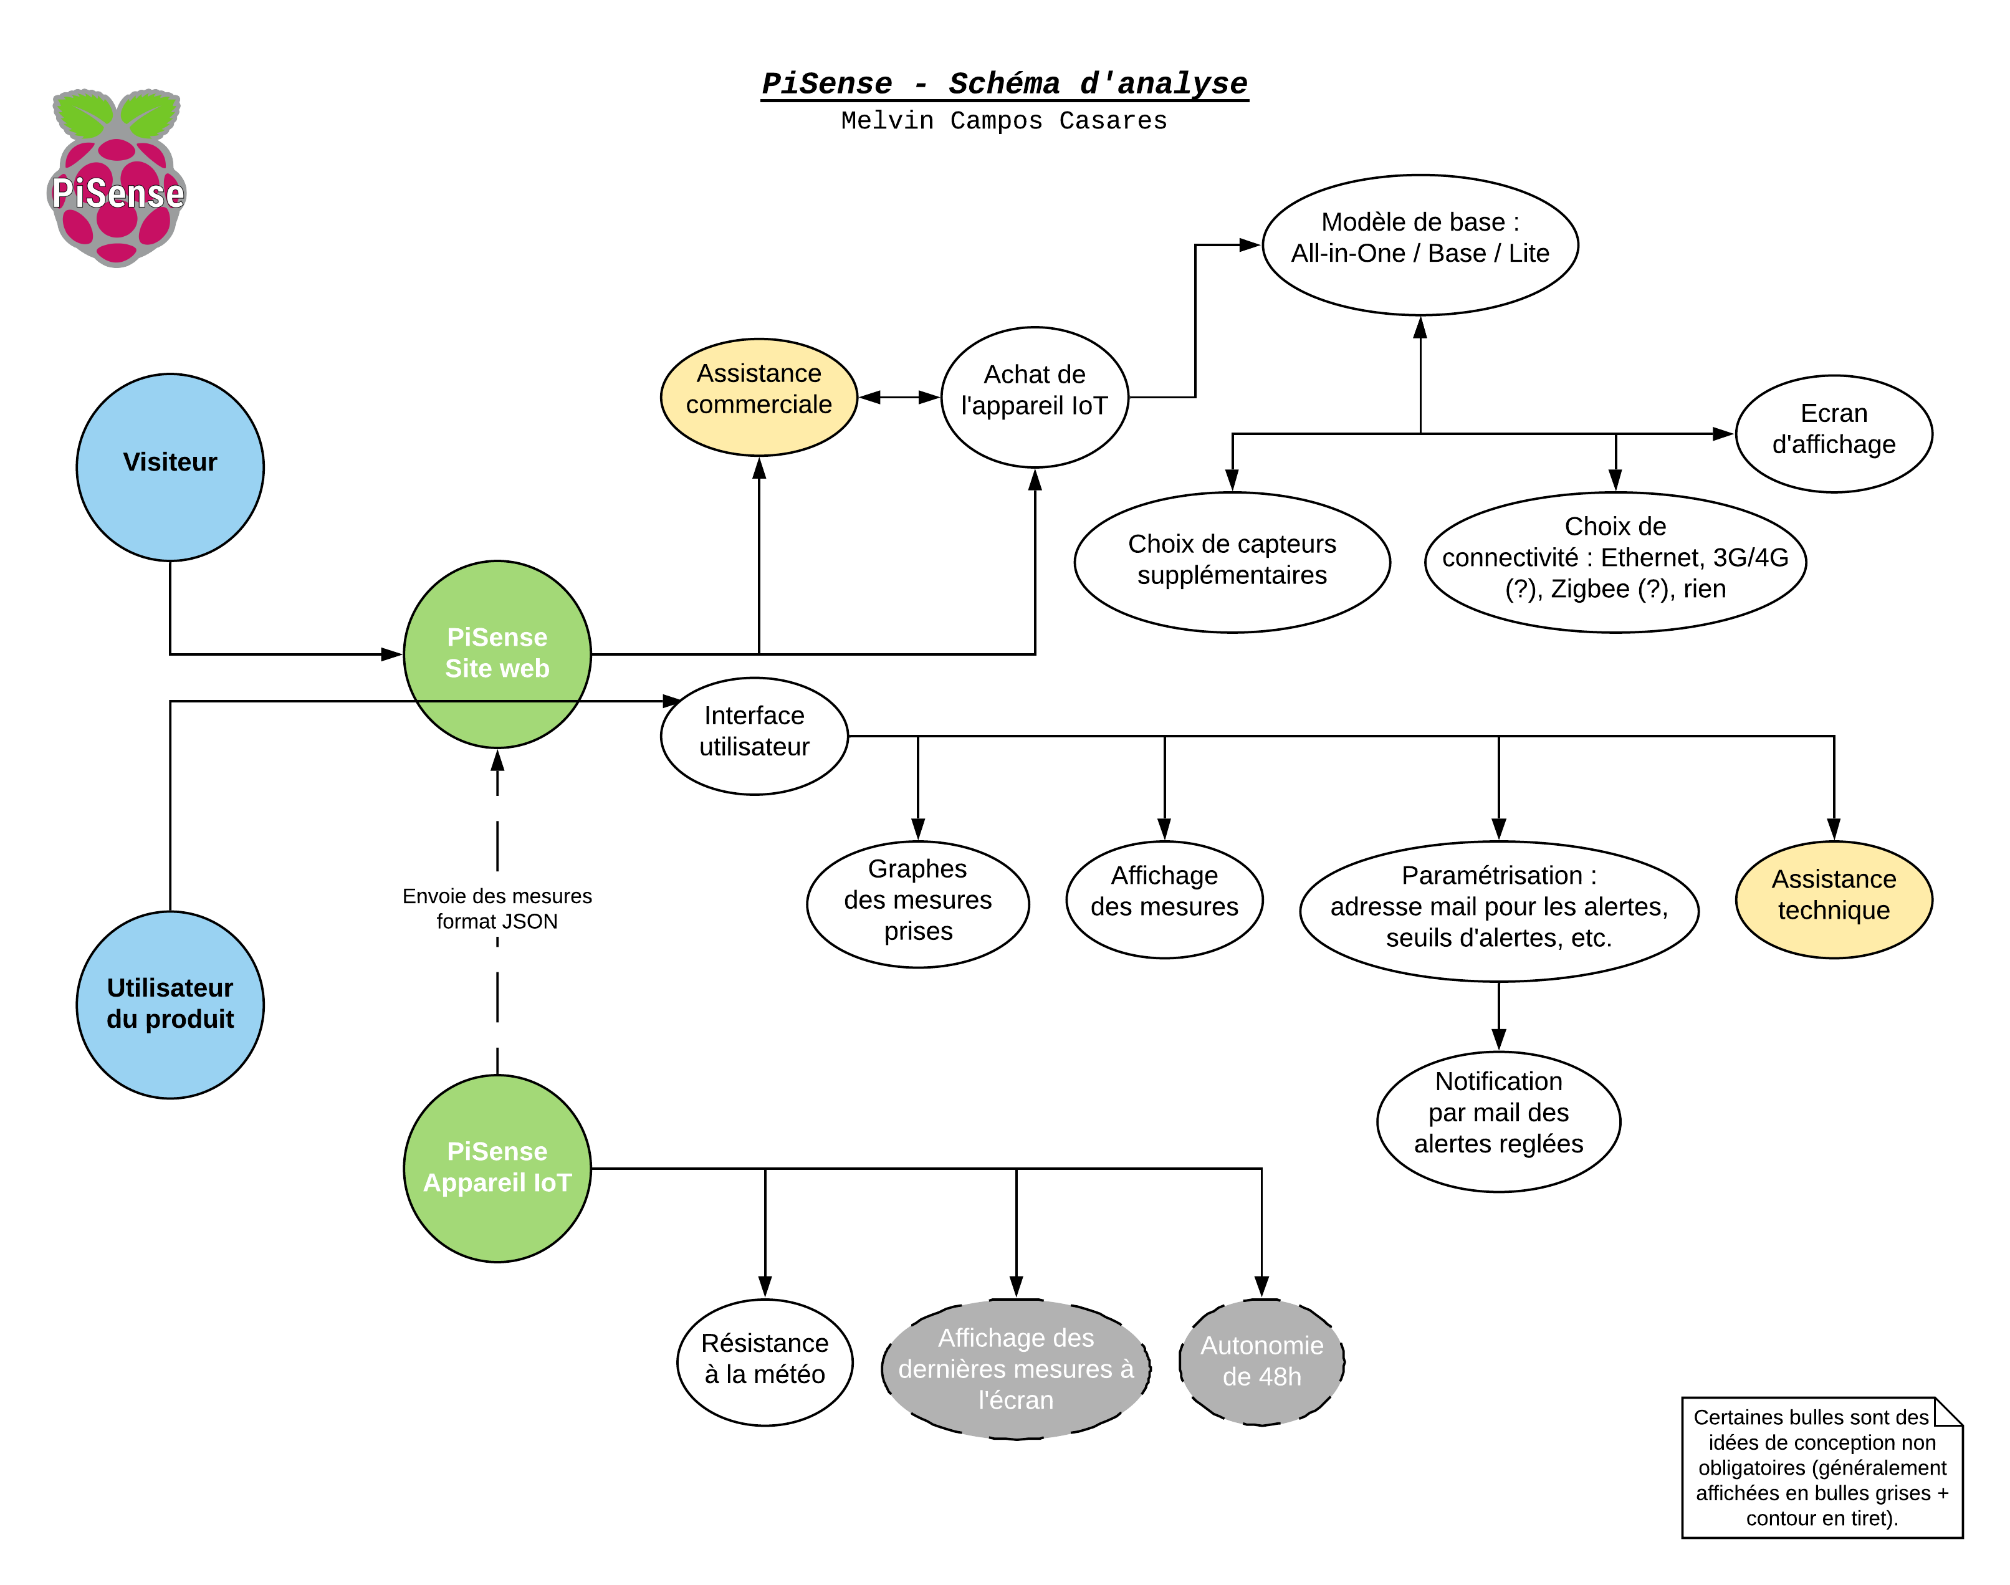 PiSense - Schéma d'analyse
Melvin Campos Casares
PiSense
Modèle de base :
All-in-One / Base / Lite
Assistance
commerciale
Achat de
l'appareil IoT
Ecran
d'affichage
Visiteur
Choix de capteurs
supplémentaires
Choix de
connectivité : Ethernet, 3G/4G
(?), Zigbee (?), rien
PiSense
Site web
Interface
utilisateur
Envoie des mesures
format JSON
Graphes
des mesures
prises
Affichage
des mesures
Paramétrisation :
adresse mail pour les alertes,
seuils d'alertes, etc.
Assistance
technique
Utilisateur
du produit
Notification
par mail des
alertes reglées
PiSense
Appareil IoT
Résistance
à la météo
Affichage des
dernières mesures à
l'écran
Autonomie
de 48h
Certaines bulles sont des
idées de conception non
obligatoires (généralement
affichées en bulles grises +
contour en tiret).